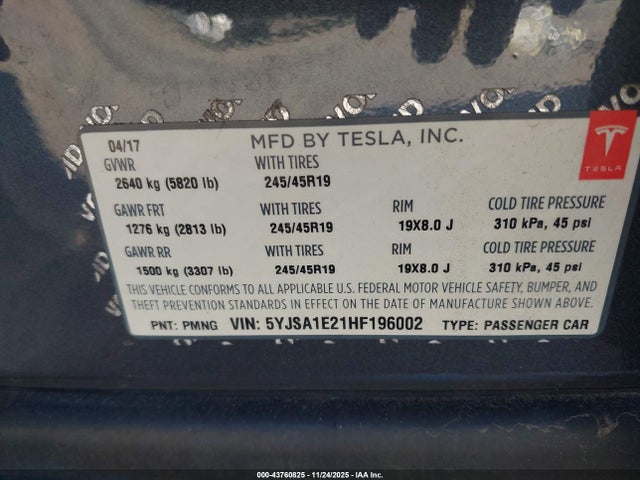 04/17 MFD BY TESLA, INC.
GVWR WITH TIRES
2640 kg (5820 lb) 245/45R19
GAWR FRT WITH TIRES RIM COLD TIRE PRESSURE
1276 kg (2813 lb) 245/45R19 19X8.0 J 310 kPa, 45 psi
GAWR RR WITH TIRES RIM COLD TIRE PRESSURE
1500 kg (3307 lb) 245/45R19 19X8.0 J 310 kPa, 45 psi
THIS VEHICLE CONFORMS TO ALL APPLICABLE U.S. FEDERAL MOTOR VEHICLE SAFETY, BUMPER, AND
THEFT PREVENTION STANDARDS IN EFFECT ON THE DATE OF MANUFACTURE SHOWN ABOVE.
PNT: PMNG VIN: 5YJSA1E21HF196002 TYPE: PASSENGER CAR
TESLA
000-43760825 - 11/24/2025 - IAA Inc.